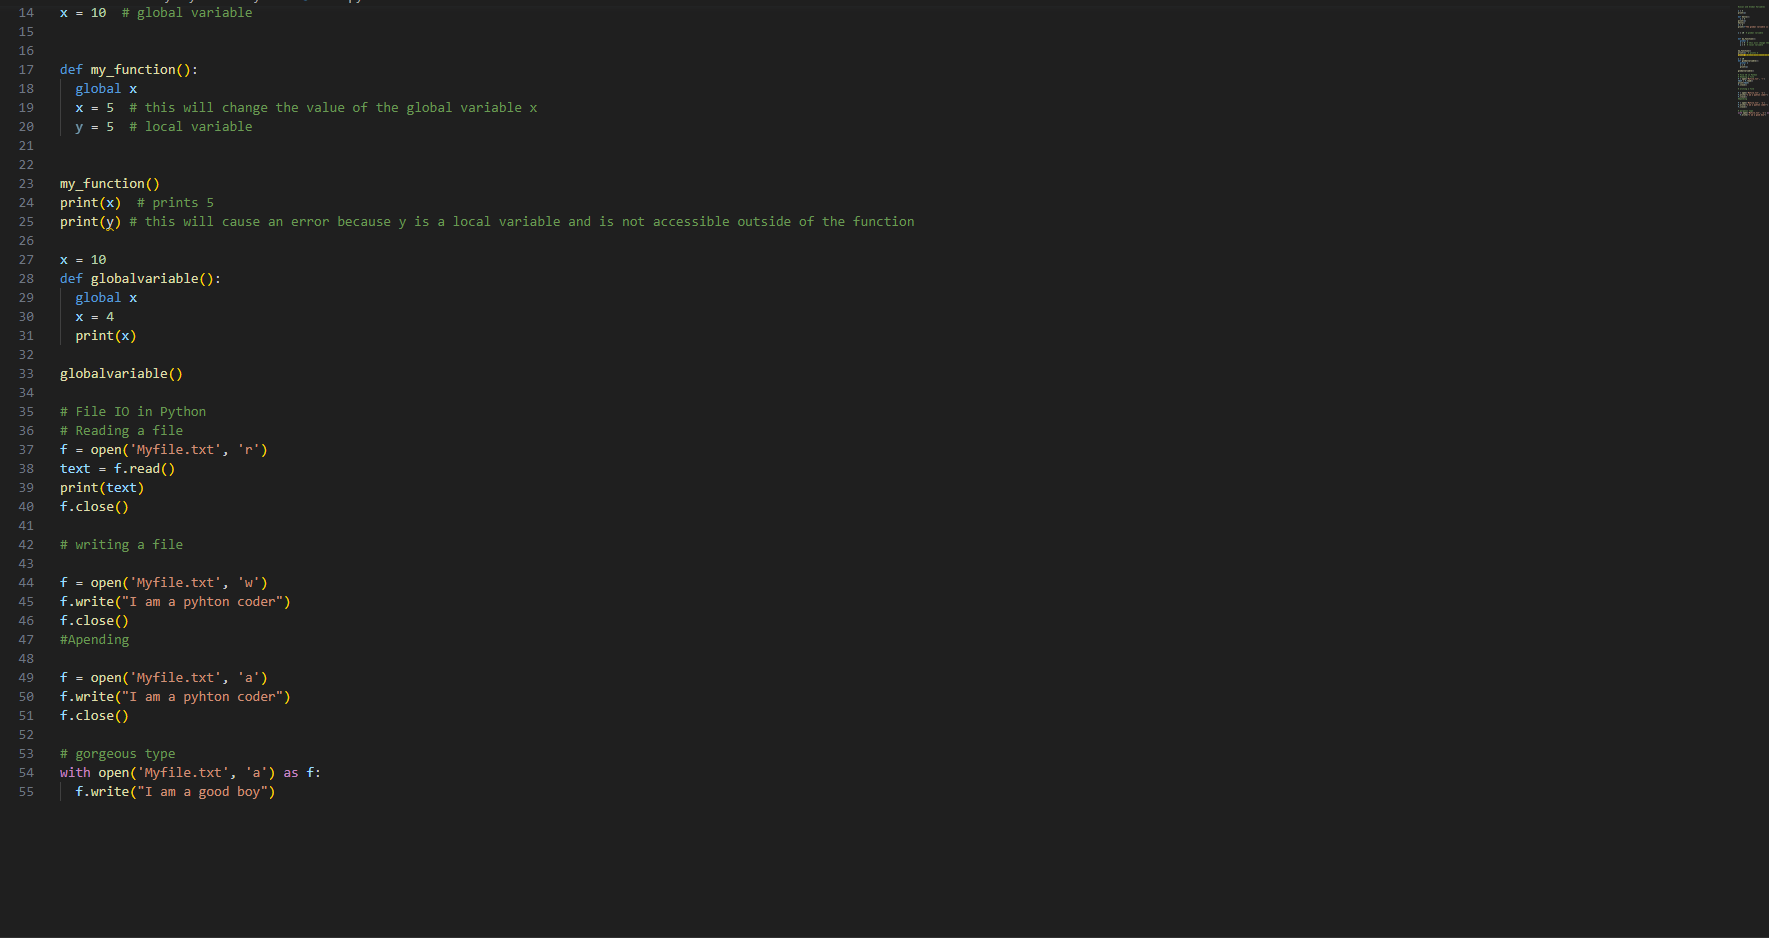 14 x = 10  # global variable
15
16
17 def my_function():
18   global x
19   x = 5  # this will change the value of the global variable x
20   y = 5  # local variable
21
22
23 my_function()
24 print(x)  # prints 5
25 print(y) # this will cause an error because y is a local variable and is not accessible outside of the function
26
27 x = 10
28 def globalvariable():
29   global x
30   x = 4
31   print(x)
32
33 globalvariable()
34
35 # File IO in Python
36 # Reading a file
37 f = open('Myfile.txt', 'r')
38 text = f.read()
39 print(text)
40 f.close()
41
42 # writing a file
43
44 f = open('Myfile.txt', 'w')
45 f.write("I am a pyhton coder")
46 f.close()
47 #Apending
48
49 f = open('Myfile.txt', 'a')
50 f.write("I am a pyhton coder")
51 f.close()
52
53 # gorgeous type
54 with open('Myfile.txt', 'a') as f:
55   f.write("I am a good boy")